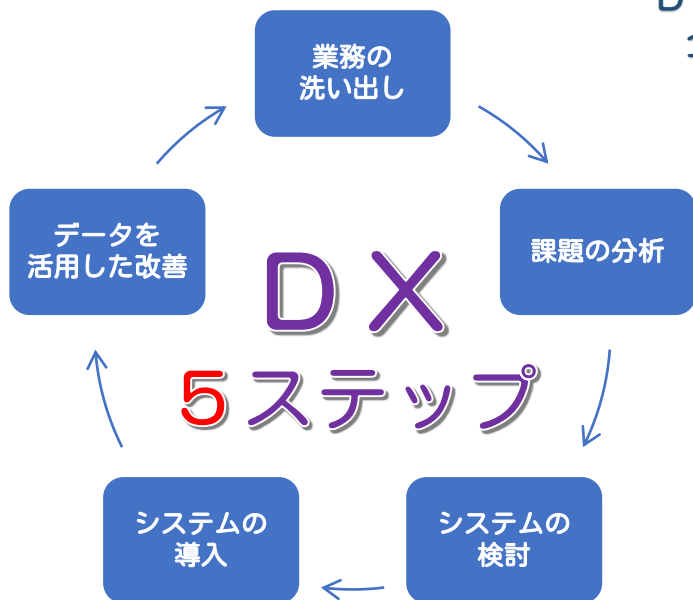 業務の
洗い出し
課題の分析
システムの
検討
システムの
導入
データを
活用した改善
DX
5ステップ